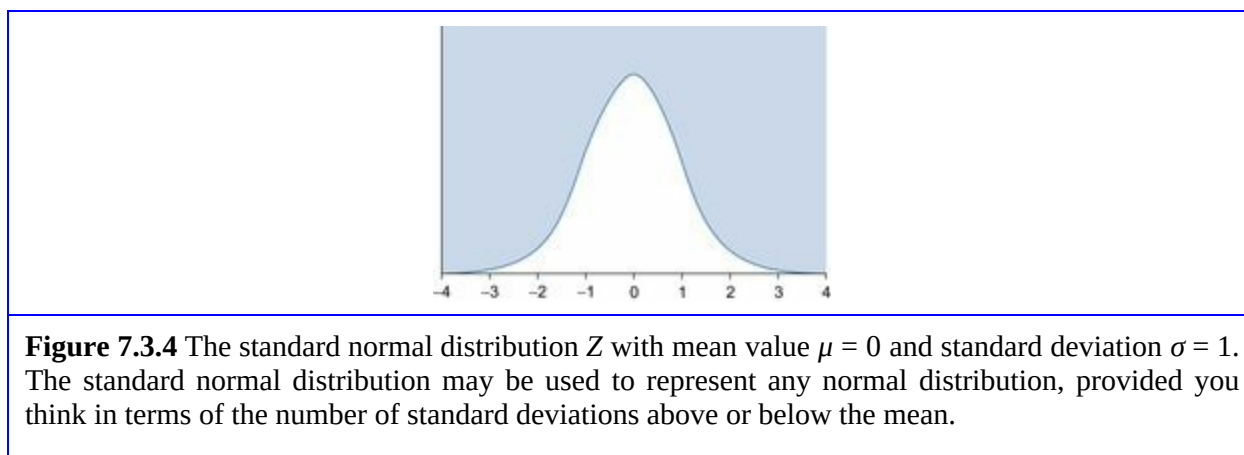 –4 –3 –2 –1 0 1 2 3 4
Figure 7.3.4 The standard normal distribution Z with mean value μ = 0 and standard deviation σ = 1.
The standard normal distribution may be used to represent any normal distribution, provided you
think in terms of the number of standard deviations above or below the mean.